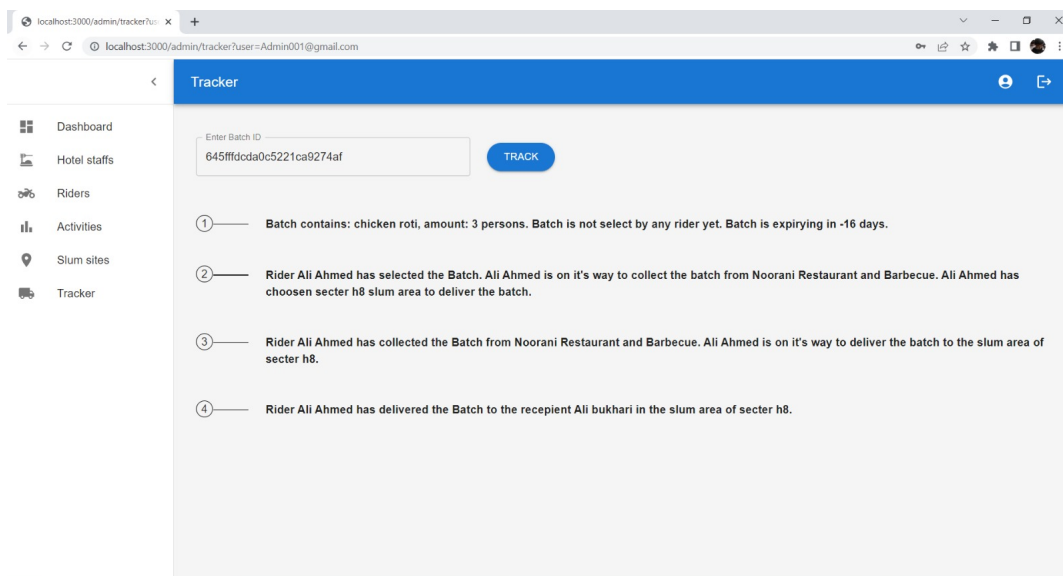 localhost:3000/admin/tracker?us
localhost:3000/admin/tracker?user=Admin001@gmail.com
Tracker
Dashboard
Hotel staffs
Riders
Activities
Slum sites
Tracker
Enter Batch ID
645fffdcda0c5221ca9274af
TRACK
1 Batch contains: chicken roti, amount: 3 persons. Batch is not select by any rider yet. Batch is expirying in -16 days.
2 Rider Ali Ahmed has selected the Batch. Ali Ahmed is on it's way to collect the batch from Noorani Restaurant and Barbecue. Ali Ahmed has
choosen secter h8 slum area to deliver the batch.
3 Rider Ali Ahmed has collected the Batch from Noorani Restaurant and Barbecue. Ali Ahmed is on it's way to deliver the batch to the slum area of
secter h8.
4 Rider Ali Ahmed has delivered the Batch to the recepient Ali bukhari in the slum area of secter h8.